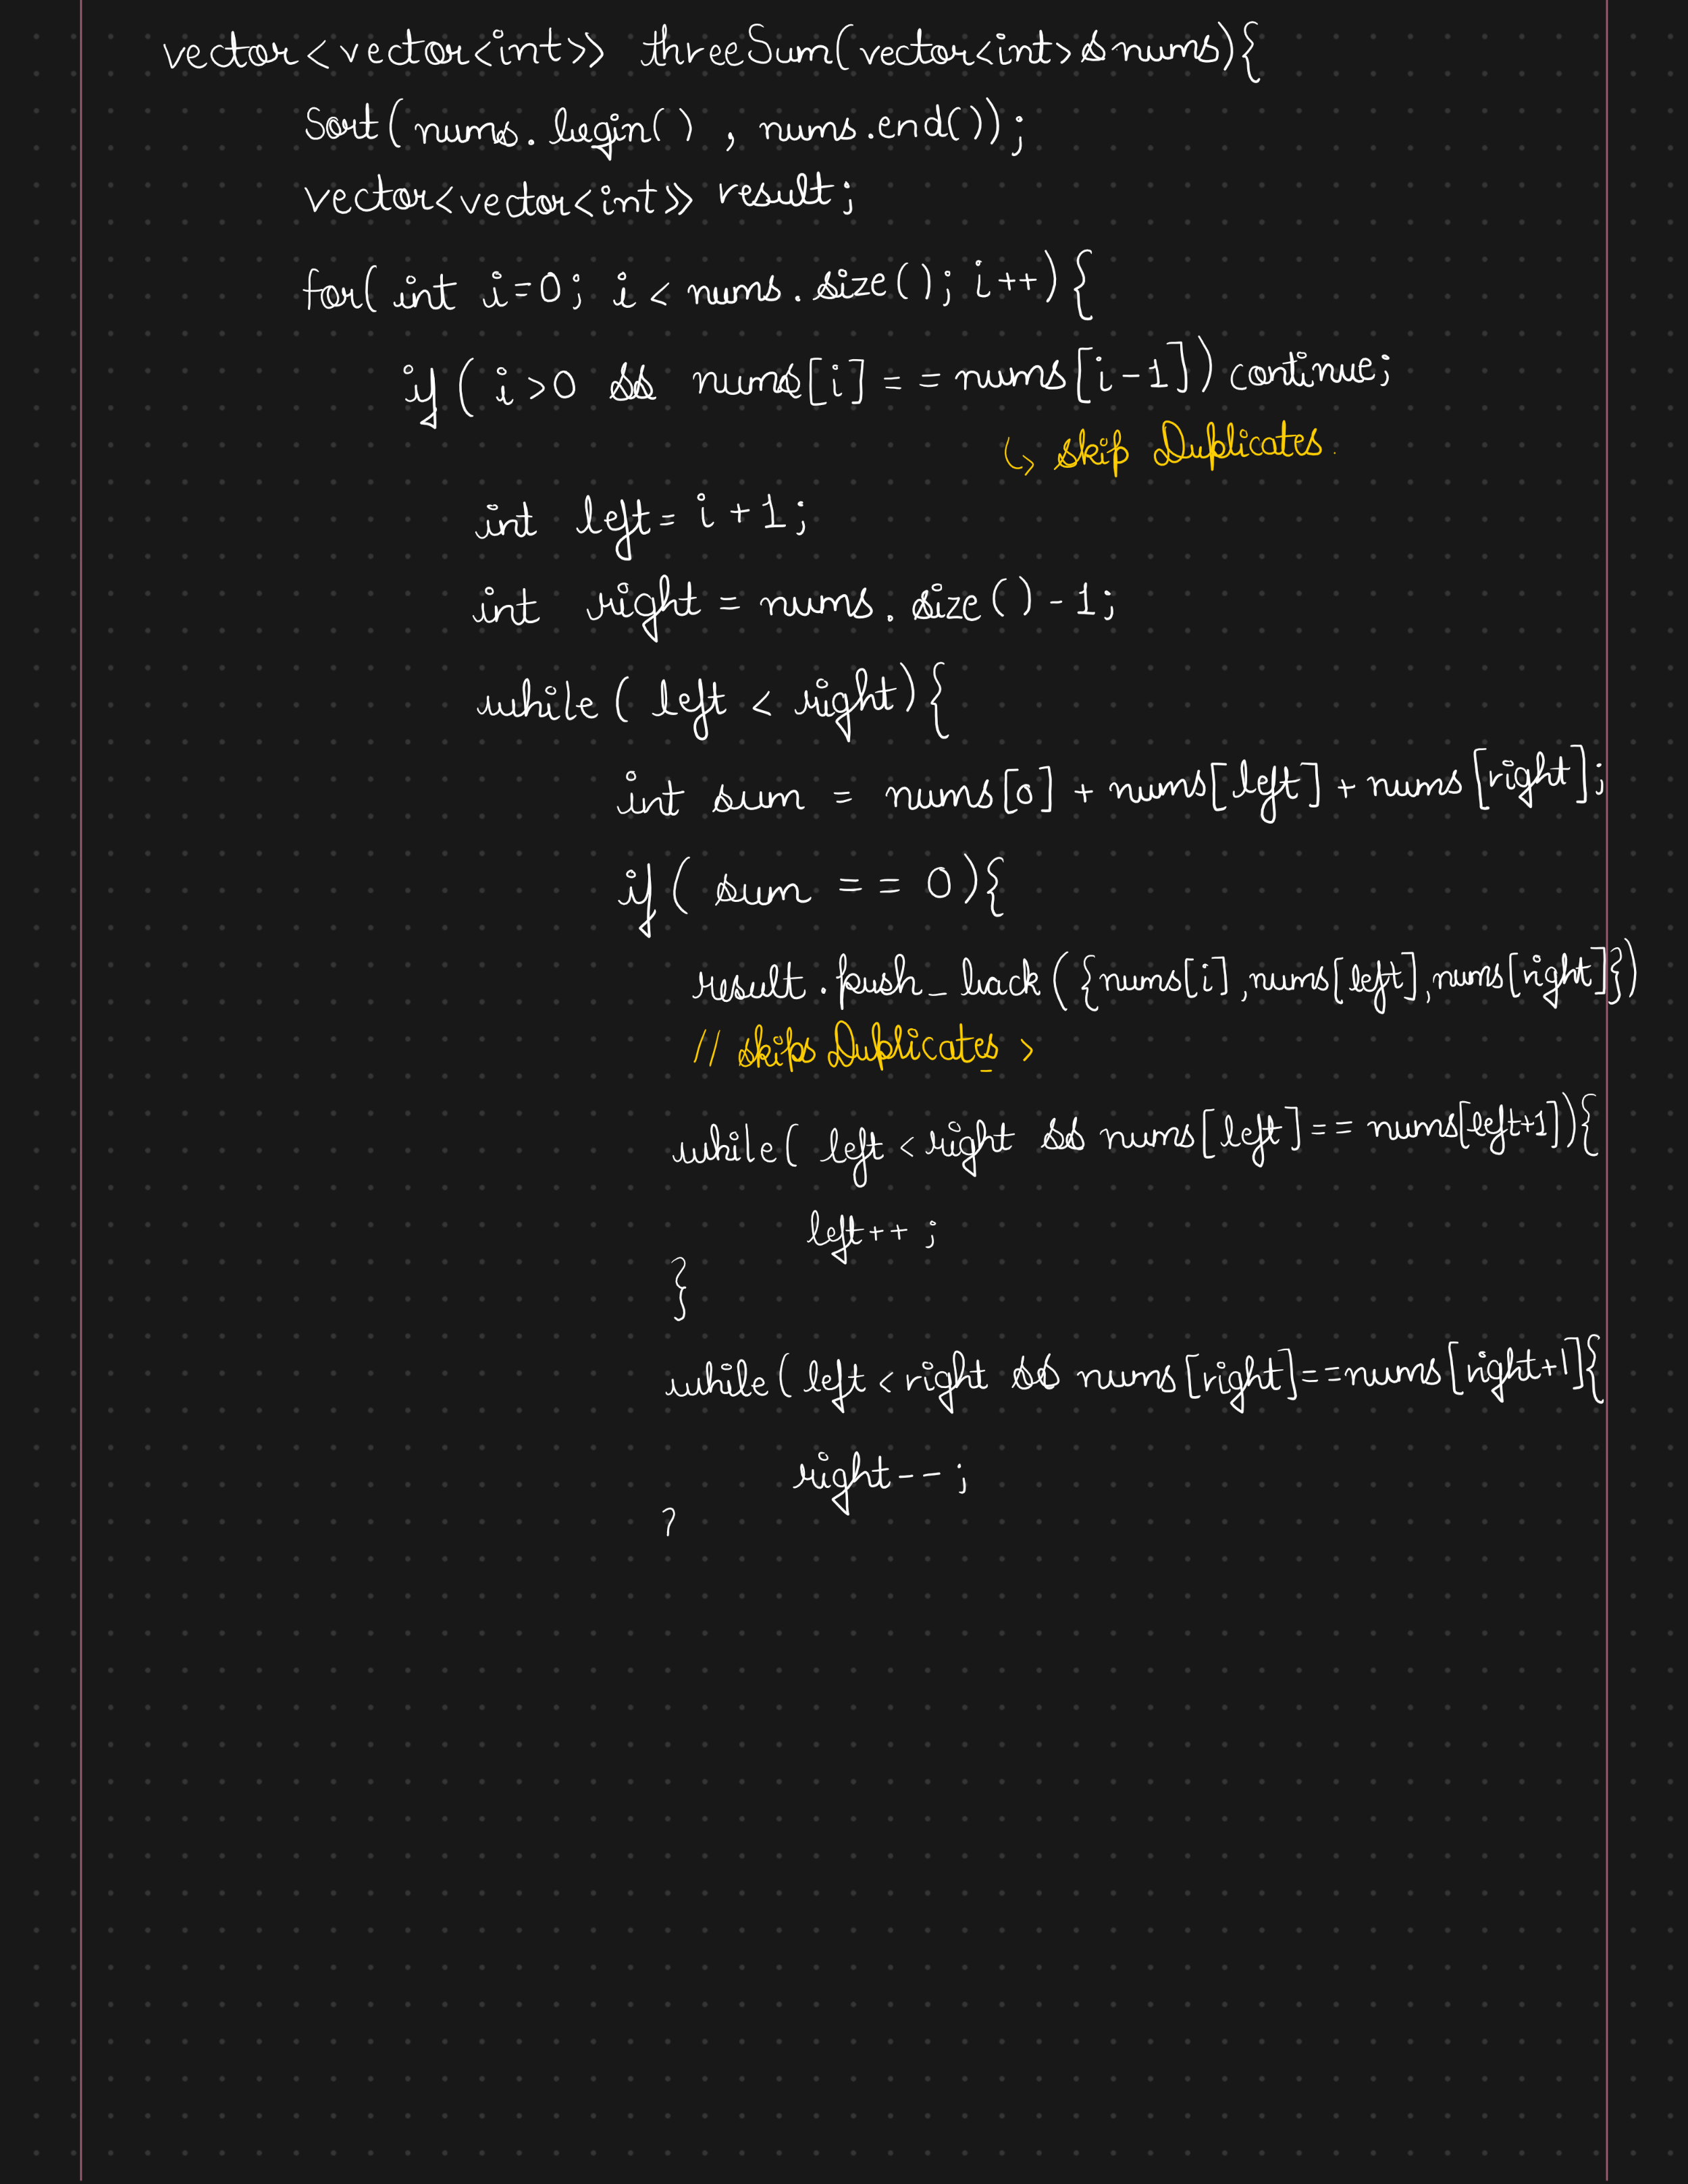 vector<vector<int>> threeSum(vector<int>& nums){
sort(nums.begin() , nums.end());
vector<vector<int>> result;
for( int i=0; i < nums.size(); i++){
if ( i>0 && nums[i] == nums[i-1]) continue;
↳ skip Duplicates.
int left = i + 1;
int right = nums.size() - 1;
while ( left < right){
int sum = nums[0] + nums[left] + nums[right];
if ( sum == 0){
result.push_back({nums[i], nums[left], nums[right]})
// skips Duplicates >
while( left < right && nums[left] == nums[left+1]){
left++ ;
}
while( left < right && nums[right]==nums[right+1]{
right-- ;
?